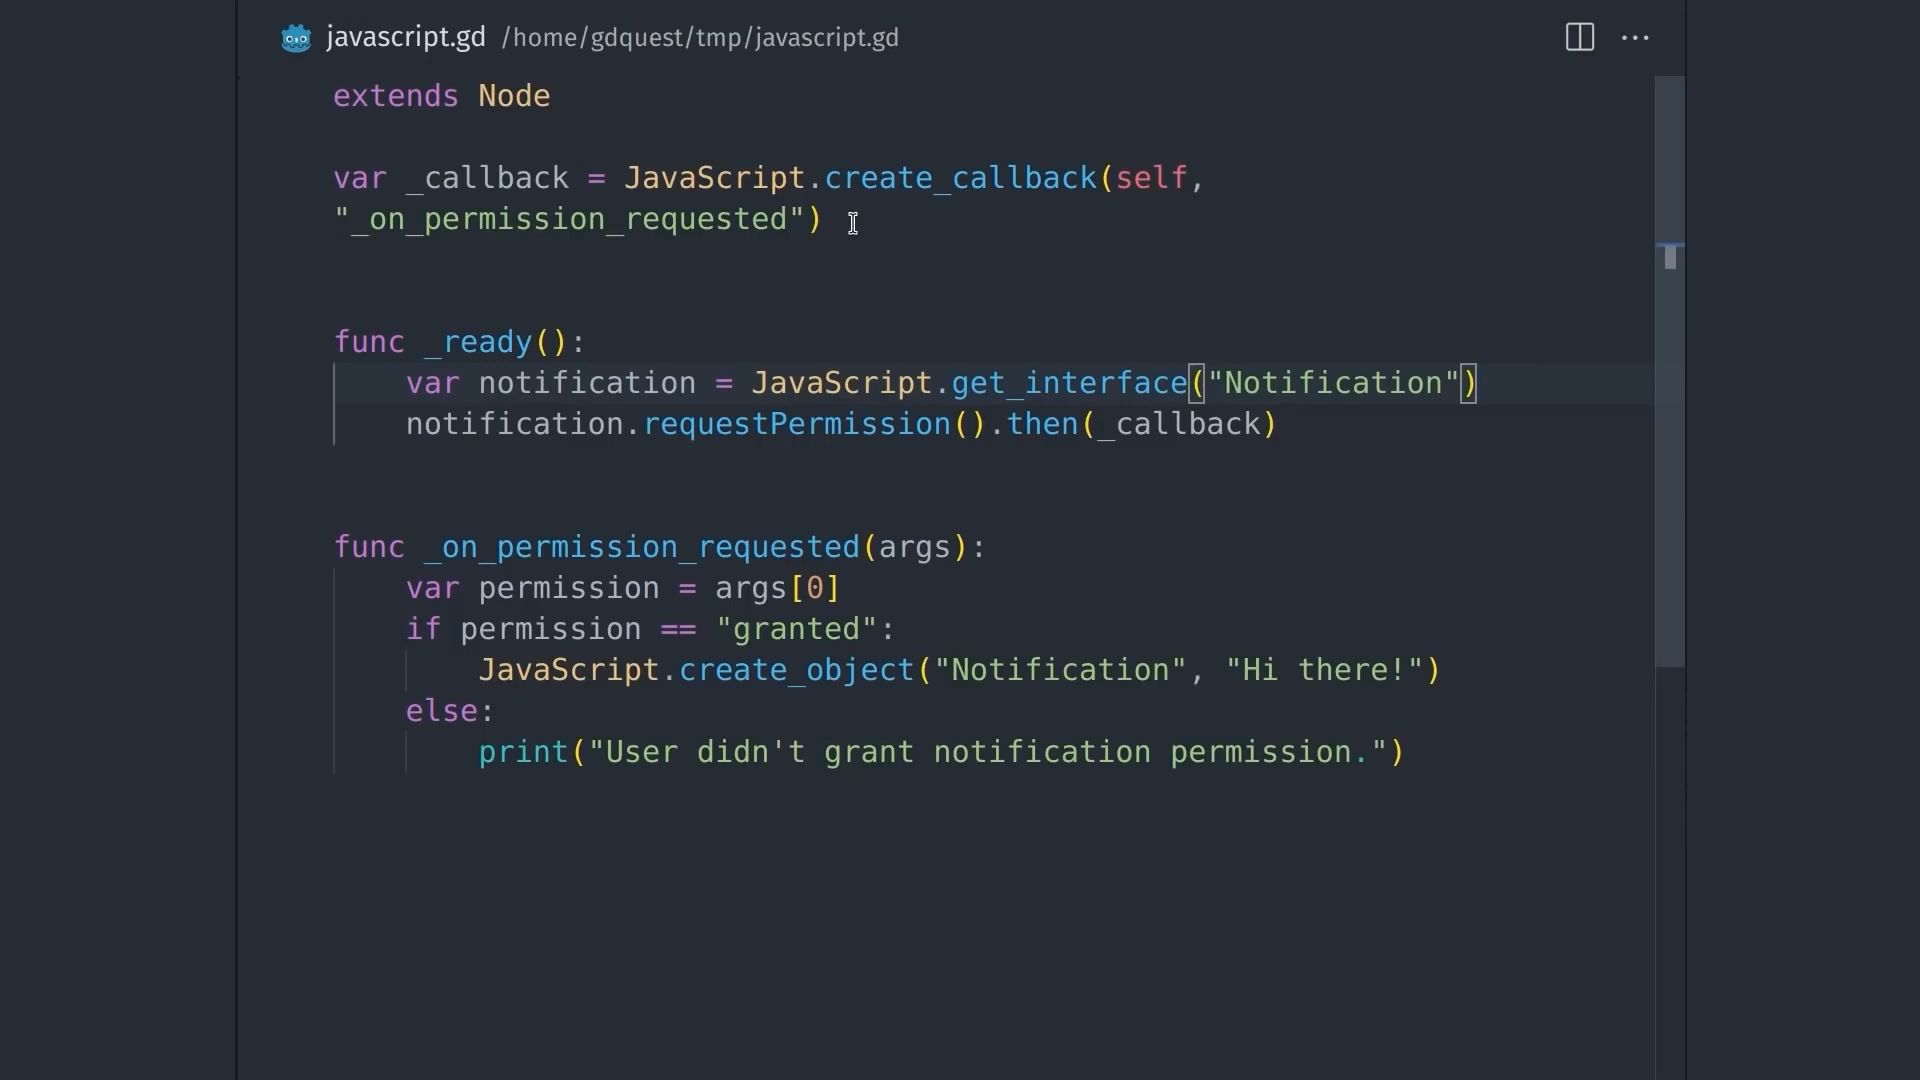 javascript.gd /home/gdquest/tmp/javascript.gd
extends Node
var _callback = JavaScript.create_callback(self,
"_on_permission_requested")
func _ready():
var notification = JavaScript.get_interface("Notification")
notification.requestPermission().then(_callback)
func _on_permission_requested(args):
var permission = args[0]
if permission == "granted":
JavaScript.create_object("Notification", "Hi there!")
else:
print("User didn't grant notification permission.")